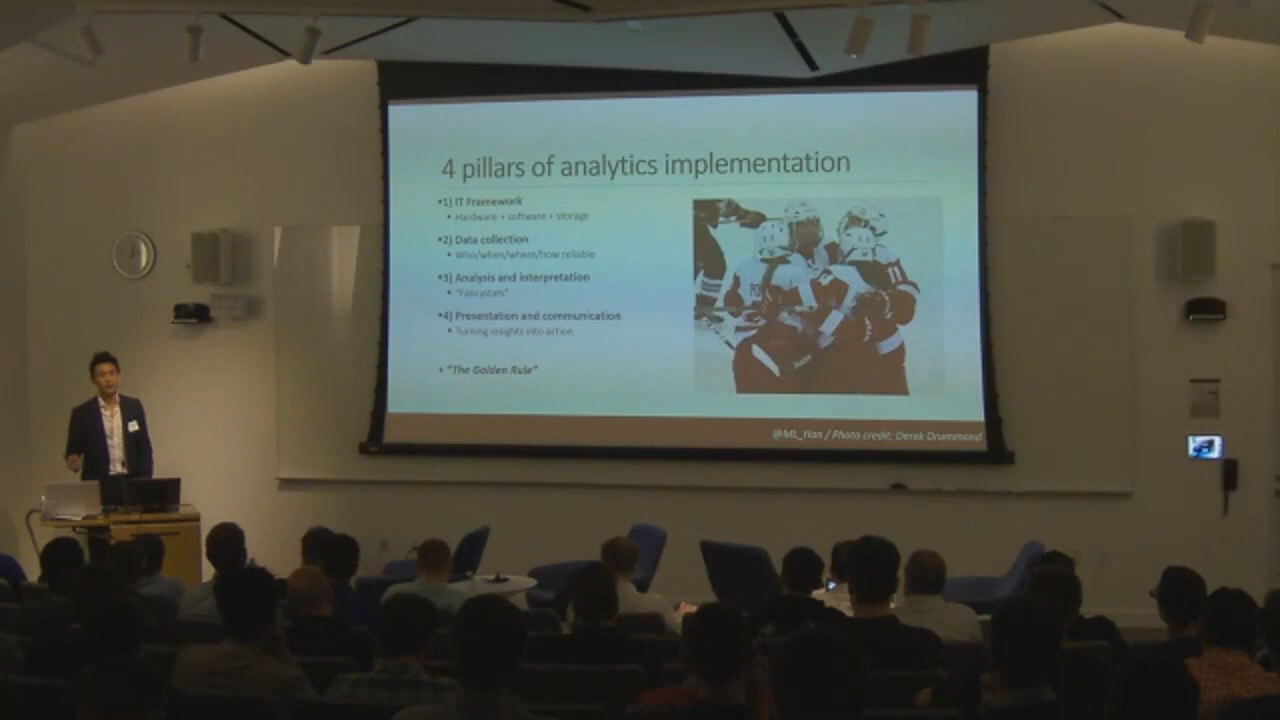 4 pillars of analytics implementation
•1) IT Framework
• Hardware + software + storage
•2) Data collection
• Who/when/where/how reliable
•3) Analysis and interpretation
• "Fancystats"
•4) Presentation and communication
• Turning insights into action
+ "The Golden Rule"
@ML_Han / Photo credit: Derek Drummond